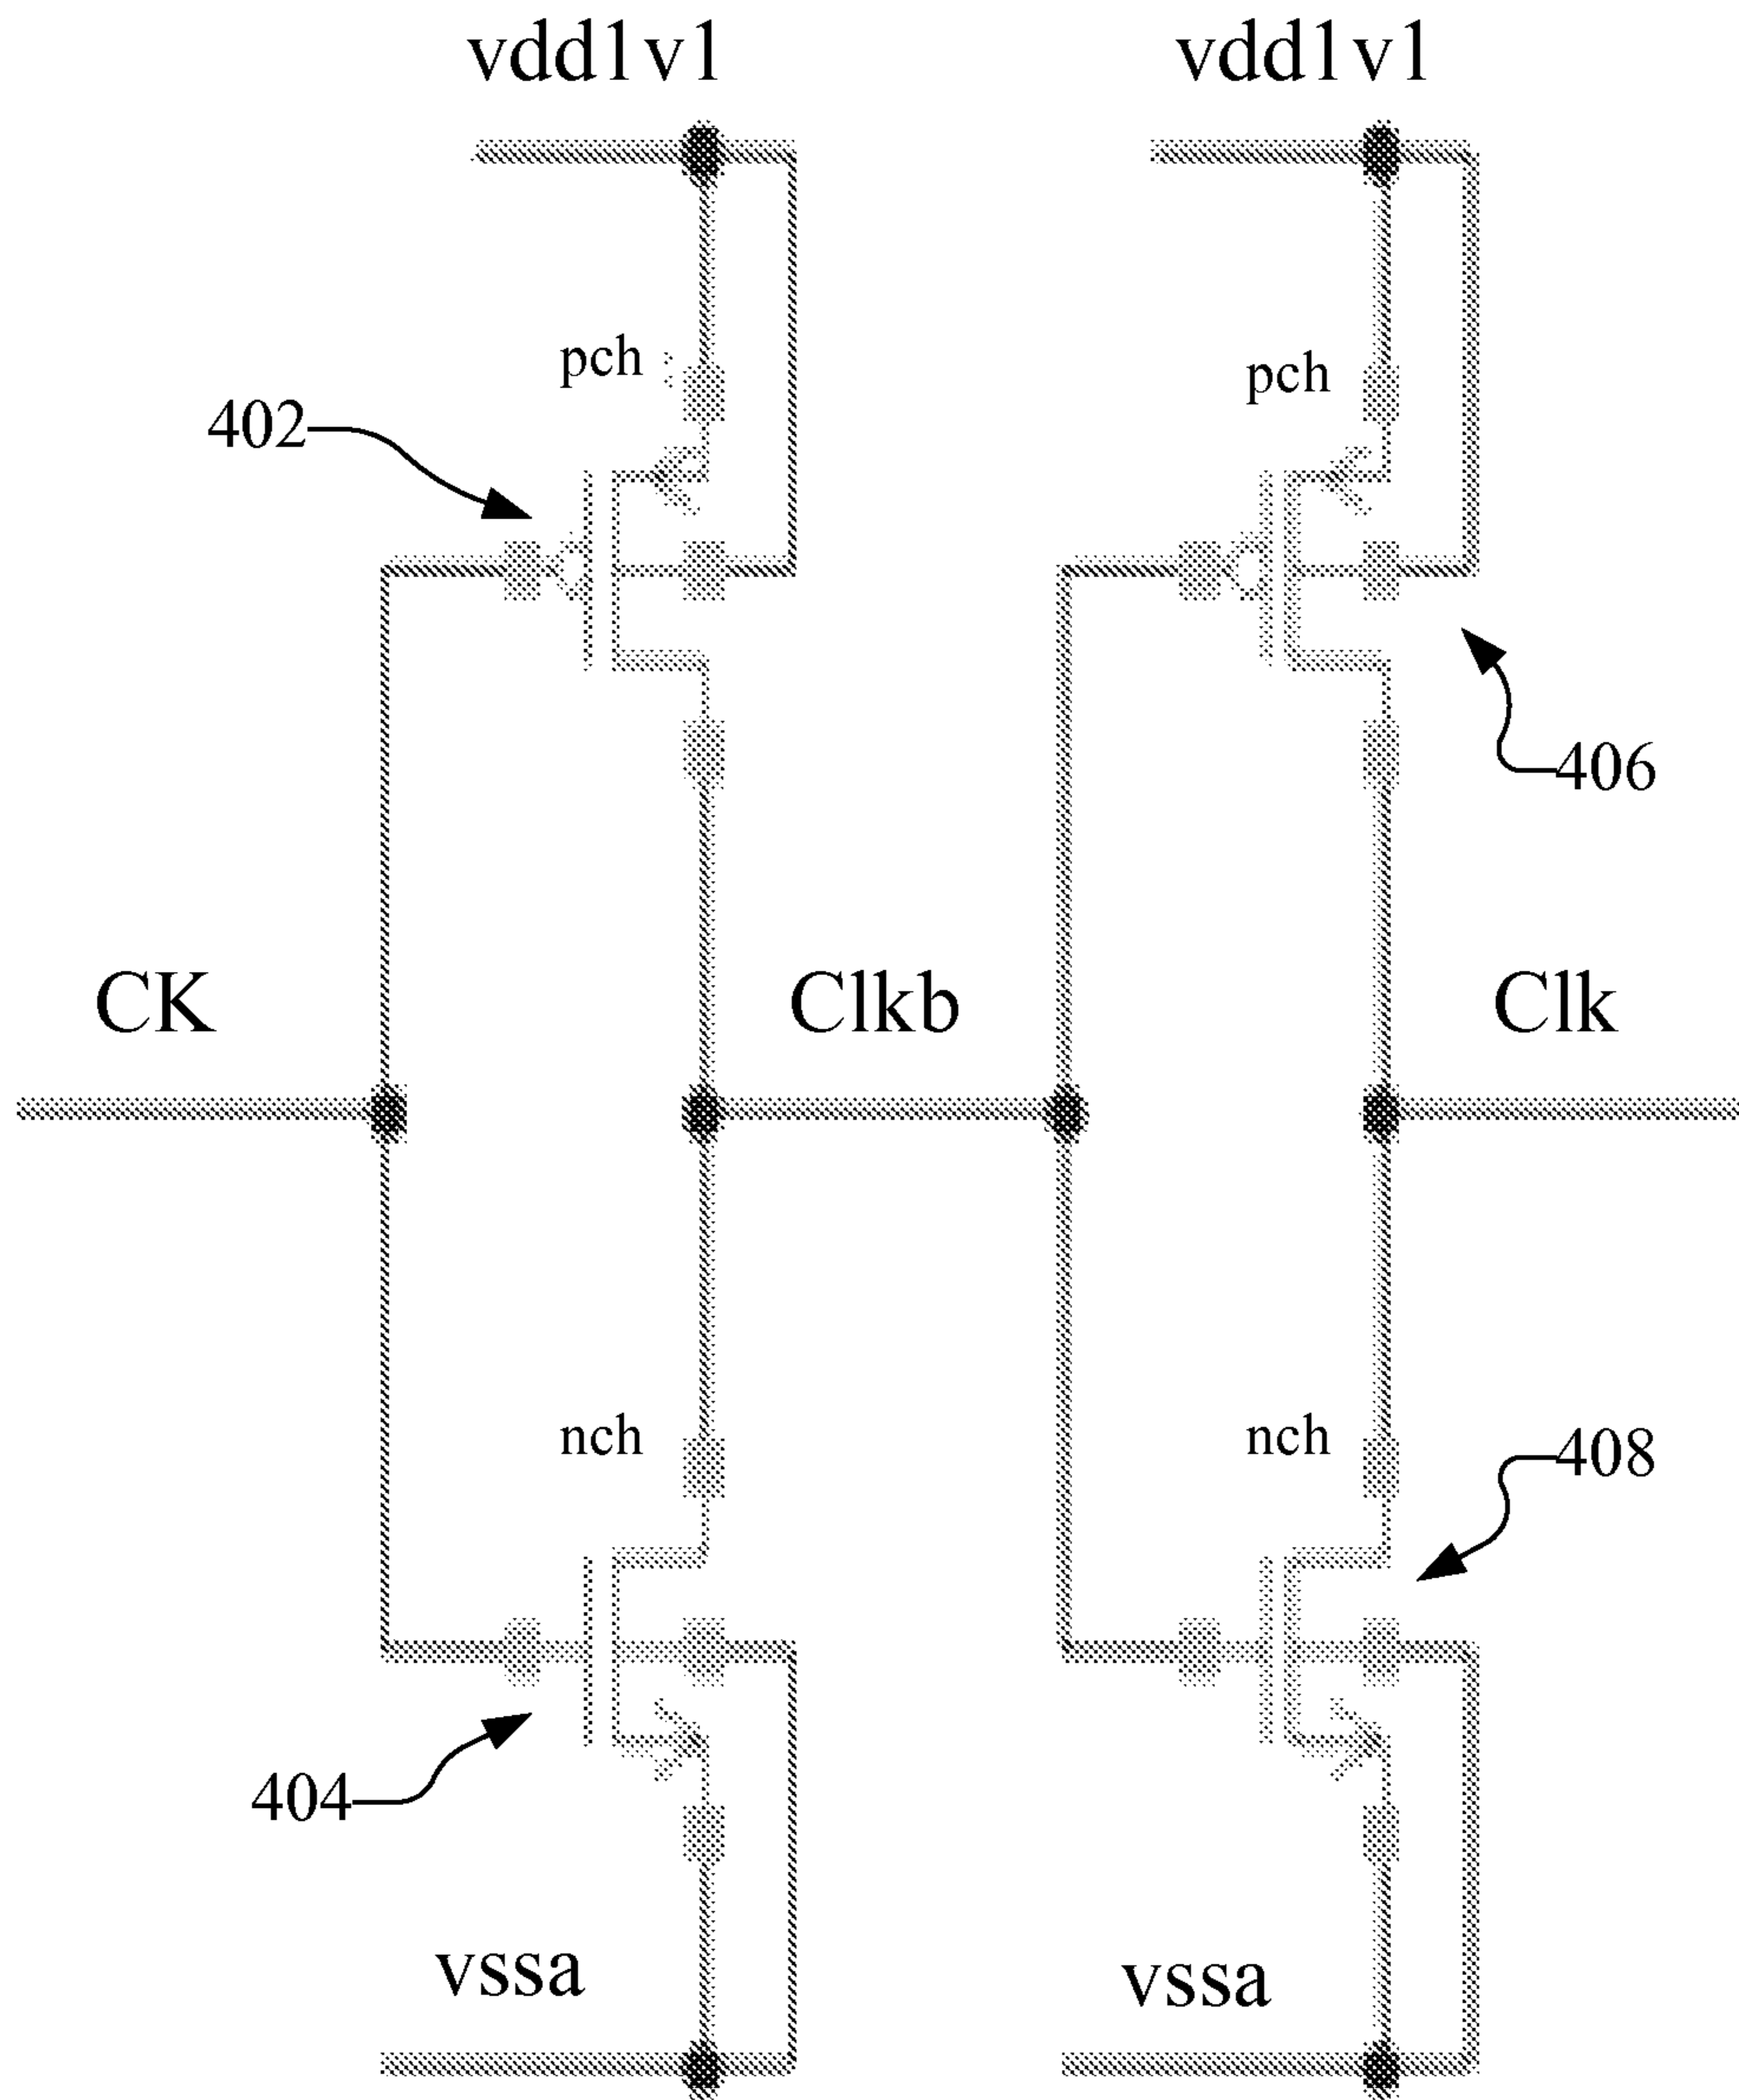 vdd1v1 vdd1v1
pch pch
402
406
CK Clkb Clk
nch nch
408
404
vssa vssa